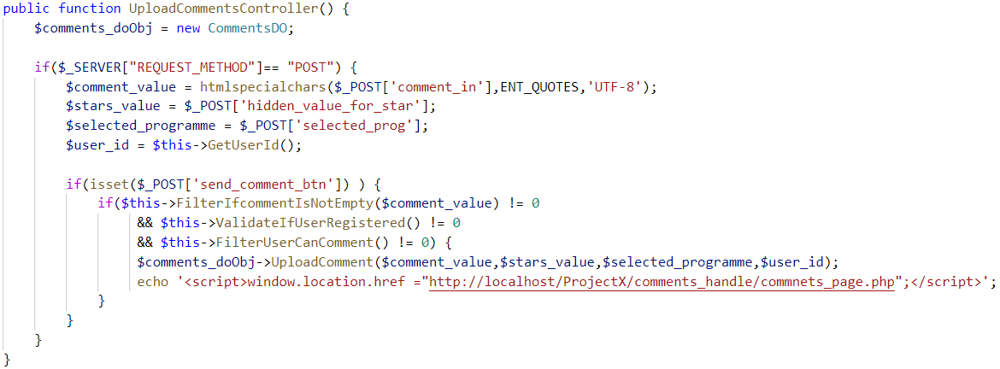 public function UploadCommentsController() {
$comments_doObj = new CommentsDO;
if($_SERVER["REQUEST_METHOD"]== "POST") {
$comment_value = htmlspecialchars($_POST['comment_in'],ENT_QUOTES,'UTF-8');
$stars_value = $_POST['hidden_value_for_star'];
$selected_programme = $_POST['selected_prog'];
$user_id = $this->GetUserId();
if(isset($_POST['send_comment_btn']) ) {
if($this->FilterIfcommentIsNotEmpty($comment_value) != 0
&& $this->ValidateIfUserRegistered() != 0
&& $this->FilterUserCanComment() != 0) {
$comments_doObj->UploadComment($comment_value,$stars_value,$selected_programme,$user_id);
echo '<script>window.location.href ="http://localhost/ProjectX/comments_handle/commnets_page.php";</script>';
}
}
}
}